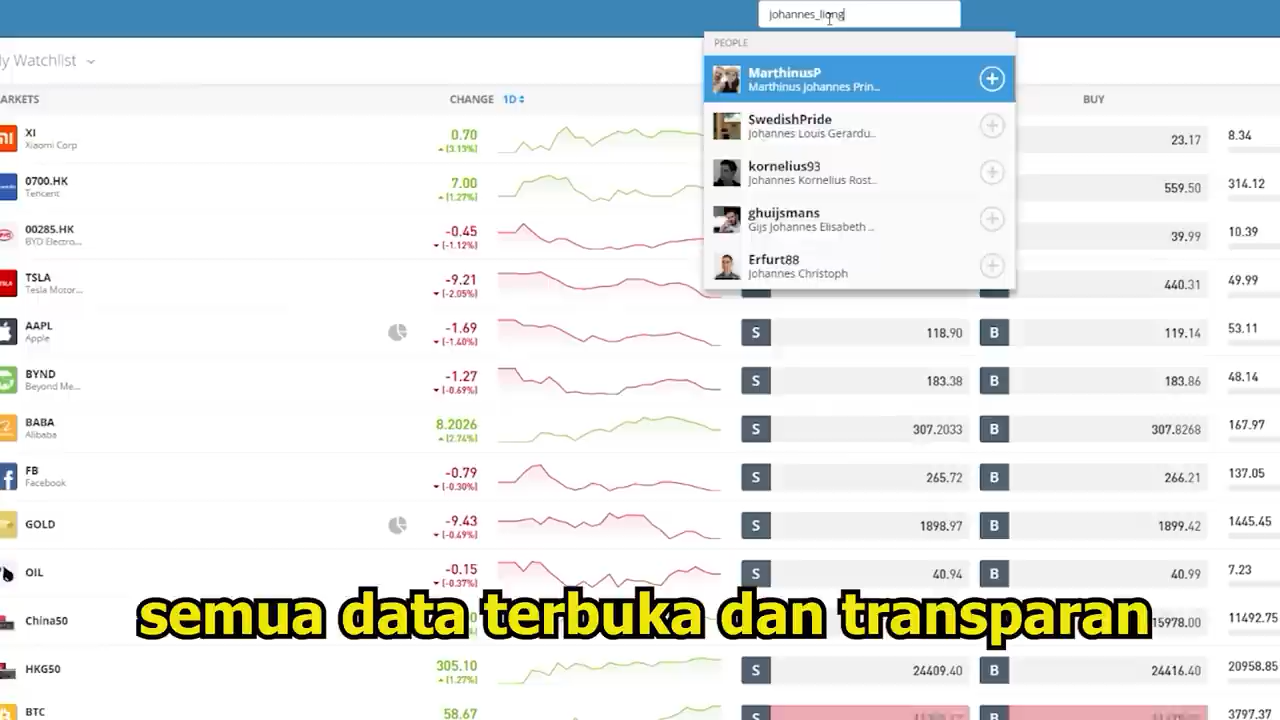 johannes_liong
PEOPLE
MarthinusP
Marthinus Johannes Prin...
SwedishPride
Johannes Louis Gerardu..
kornelius93
Johannes Kornelius Rost...
ghuijsmans
Gijs Johannes Elisabeth ..
Erfurt88
Johannes Christoph
ly Watchlist
ARKETS CHANGE 1D BUY
XI 0.70 23.17 8.34
Xiaomi Corp (3.13%)
0700.HK 7.00 559.50 314.12
Tencent (1.27%)
00285.HK -0.45 39.99 10.39
BYD Electro... (-1.12%)
TSLA -9.21 440.31 49.99
Tesla Motor... (-2.05%)
AAPL -1.69 S 118.90 B 119.14 53.11
Apple (-1.40%)
BYND -1.27 S 183.38 B 183.86 48.14
Beyond Me... (-0.69%)
BABA 8.2026 S 307.2033 B 307.8268 167.97
Alibaba (2.74%)
FB -0.79 S 265.72 B 266.21 137.05
Facebook (-0.30%)
GOLD -9.43 S 1898.97 B 1899.42 1445.45
(-0.49%)
OIL -0.15 S 40.94 B 40.99 7.23
(-0.37%)
semua data terbuka dan transparan
China50 15978.00 11492.75
HKG50 305.10 S 24409.40 B 24416.40 20958.85
(1.27%)
BTC 58.67 S B 3797.37